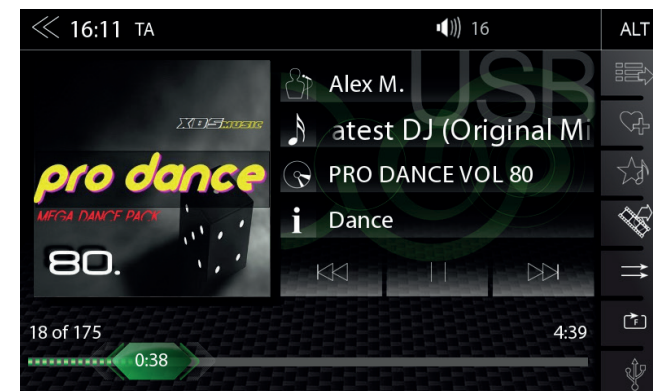 16:11 TA 16 ALT
USB
Alex M.
atest DJ (Original Mi
PRO DANCE VOL 80
i Dance
XBS MUSIC
pro dance
MEGA DANCE PACK
80.
18 of 175 4:39
0:38
F